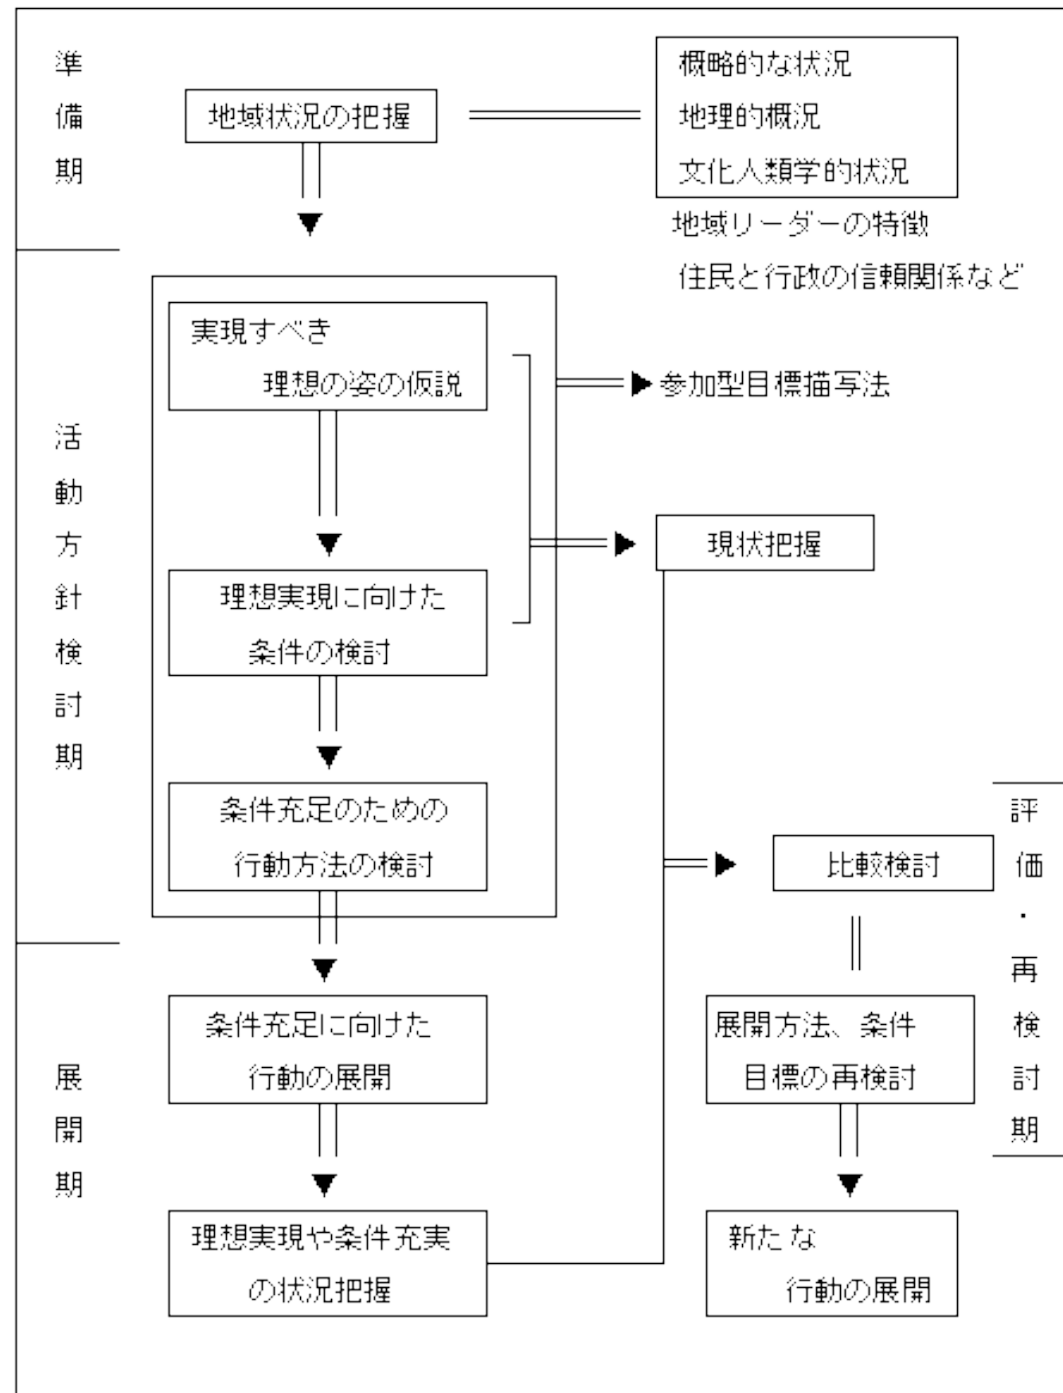 準備期
地域状況の把握
概略的な状況
地理的概況
文化人類学的状況
地域リーダーの特徴
住民と行政の信頼関係など
活動方針検討期
実現すべき
理想の姿の仮説
参加型目標描写法
現状把握
理想実現に向けた
条件の検討
条件充足のための
行動方法の検討
評価・再検討期
比較検討
展開期
条件充足に向けた
行動の展開
展開方法、条件
目標の再検討
理想実現や条件充実
の状況把握
新たな
行動の展開